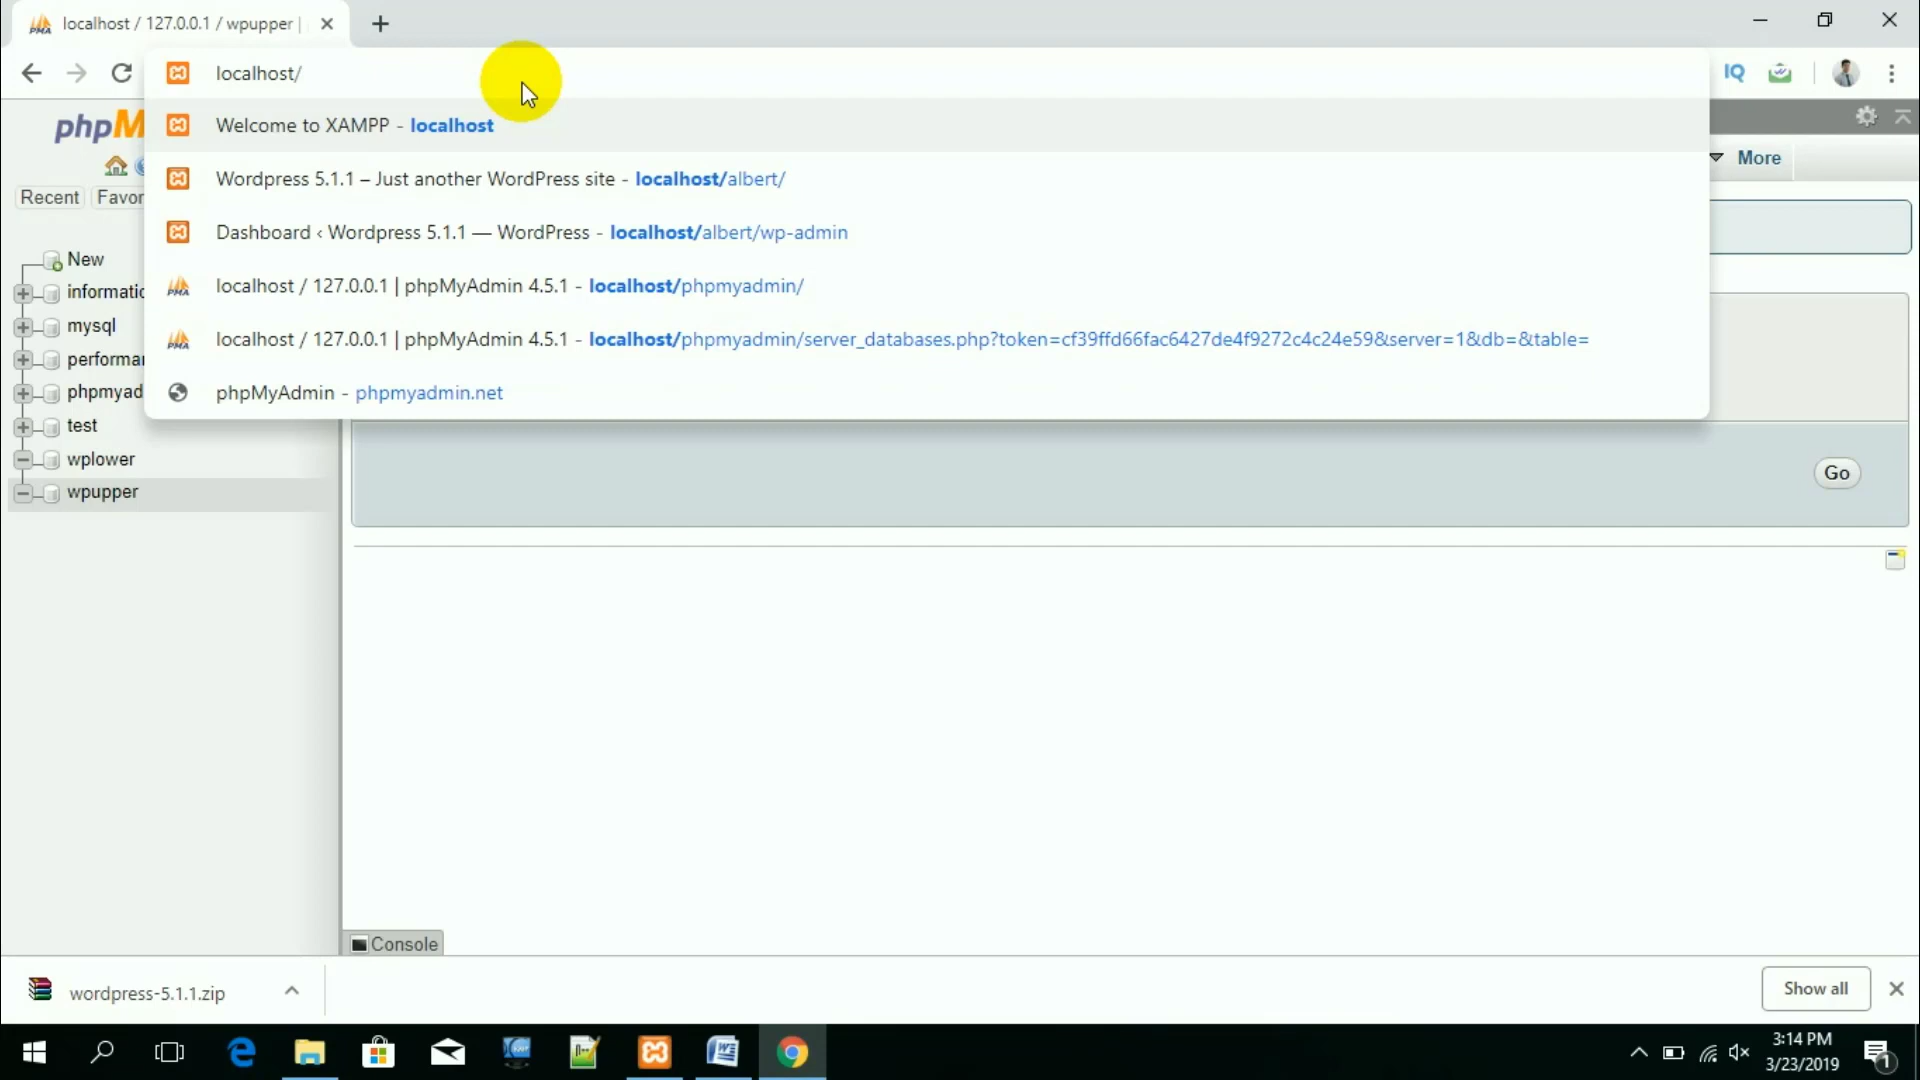 localhost / 127.0.0.1 / wpupper |
localhost/
IQ
Welcome to XAMPP - localhost
phpM
More
Wordpress 5.1.1 – Just another WordPress site - localhost/albert/
Recent Favor
Dashboard ‹ Wordpress 5.1.1 — WordPress - localhost/albert/wp-admin
New
localhost / 127.0.0.1 | phpMyAdmin 4.5.1 - localhost/phpmyadmin/
informatio
mysql
localhost / 127.0.0.1 | phpMyAdmin 4.5.1 - localhost/phpmyadmin/server_databases.php?token=cf39ffd66fac6427de4f9272c4c24e59&server=1&db=&table=
performa
phpmyad
phpMyAdmin - phpmyadmin.net
test
wplower
Go
wpupper
Console
wordpress-5.1.1.zip
Show all
3:14 PM
3/23/2019
1